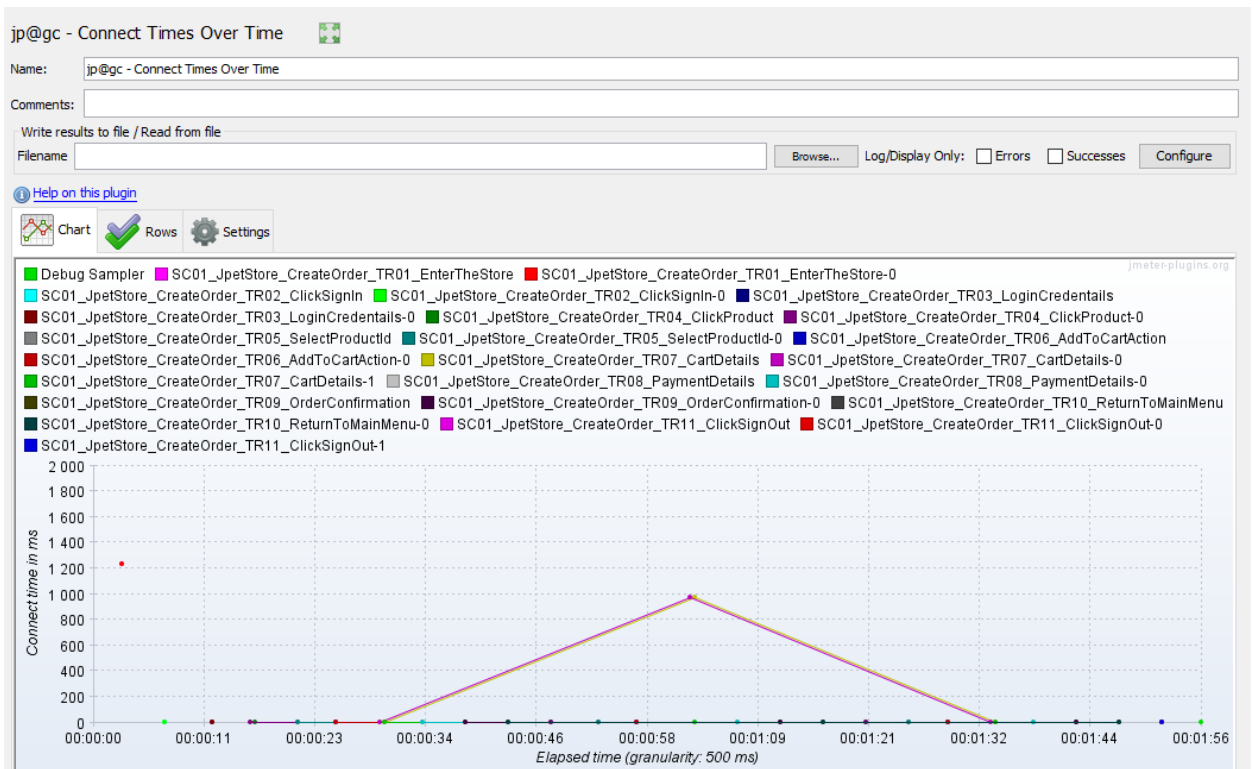 jp@gc - Connect Times Over Time
Name: jp@gc - Connect Times Over Time
Comments:
Write results to file / Read from file
Filename Browse... Log/Display Only: Errors Successes Configure
Help on this plugin
Chart Rows Settings
jmeter-plugins.org
Debug Sampler SC01_JpetStore_CreateOrder_TR01_EnterTheStore SC01_JpetStore_CreateOrder_TR01_EnterTheStore-0
SC01_JpetStore_CreateOrder_TR02_ClickSignIn SC01_JpetStore_CreateOrder_TR02_ClickSignIn-0 SC01_JpetStore_CreateOrder_TR03_LoginCredentails
SC01_JpetStore_CreateOrder_TR03_LoginCredentails-0 SC01_JpetStore_CreateOrder_TR04_ClickProduct SC01_JpetStore_CreateOrder_TR04_ClickProduct-0
SC01_JpetStore_CreateOrder_TR05_SelectProductId SC01_JpetStore_CreateOrder_TR05_SelectProductId-0 SC01_JpetStore_CreateOrder_TR06_AddToCartAction
SC01_JpetStore_CreateOrder_TR06_AddToCartAction-0 SC01_JpetStore_CreateOrder_TR07_CartDetails SC01_JpetStore_CreateOrder_TR07_CartDetails-0
SC01_JpetStore_CreateOrder_TR07_CartDetails-1 SC01_JpetStore_CreateOrder_TR08_PaymentDetails SC01_JpetStore_CreateOrder_TR08_PaymentDetails-0
SC01_JpetStore_CreateOrder_TR09_OrderConfirmation SC01_JpetStore_CreateOrder_TR09_OrderConfirmation-0 SC01_JpetStore_CreateOrder_TR10_ReturnToMainMenu
SC01_JpetStore_CreateOrder_TR10_ReturnToMainMenu-0 SC01_JpetStore_CreateOrder_TR11_ClickSignOut SC01_JpetStore_CreateOrder_TR11_ClickSignOut-0
SC01_JpetStore_CreateOrder_TR11_ClickSignOut-1
2 000
1 800
1 600
1 400
1 200
1 000
800
600
400
200
0
Connect time in ms
00:00:00 00:00:11 00:00:23 00:00:34 00:00:46 00:00:58 00:01:09 00:01:21 00:01:32 00:01:44 00:01:56
Elapsed time (granularity: 500 ms)